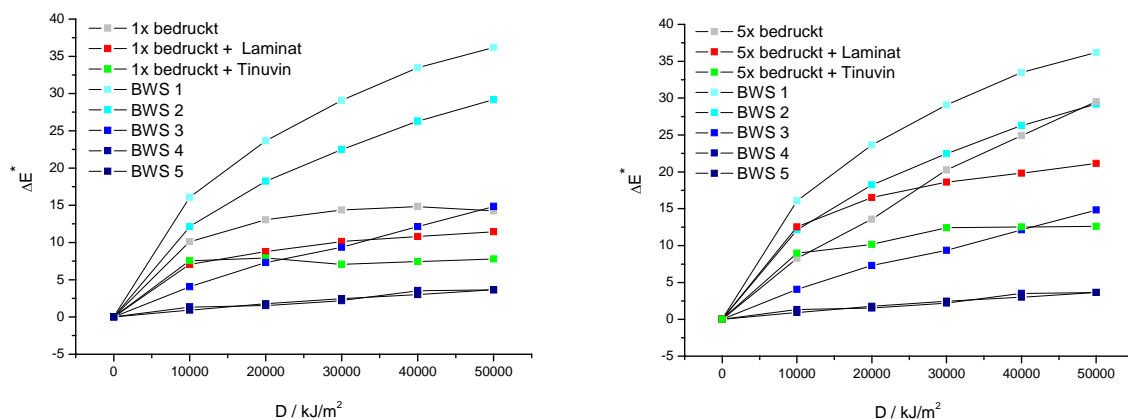 40
35
30
25
20
15
10
5
0
-5
ΔE*
1x bedruckt
1x bedruckt + Laminat
1x bedruckt + Tinuvin
BWS 1
BWS 2
BWS 3
BWS 4
BWS 5
0 10000 20000 30000 40000 50000
D / kJ/m²
40
35
30
25
20
15
10
5
0
-5
ΔE*
5x bedruckt
5x bedruckt + Laminat
5x bedruckt + Tinuvin
BWS 1
BWS 2
BWS 3
BWS 4
BWS 5
0 10000 20000 30000 40000 50000
D / kJ/m²